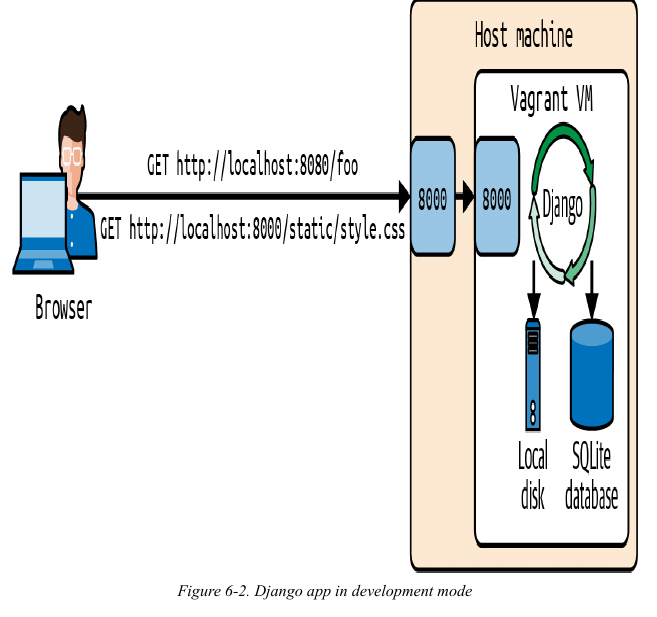 Host machine
Vagrant VM
GET http://localhost:8080/foo
8000
8000
Django
GET http://localhost:8000/static/style.css
Browser
Local
disk
SQLite
database
Figure 6-2. Django app in development mode